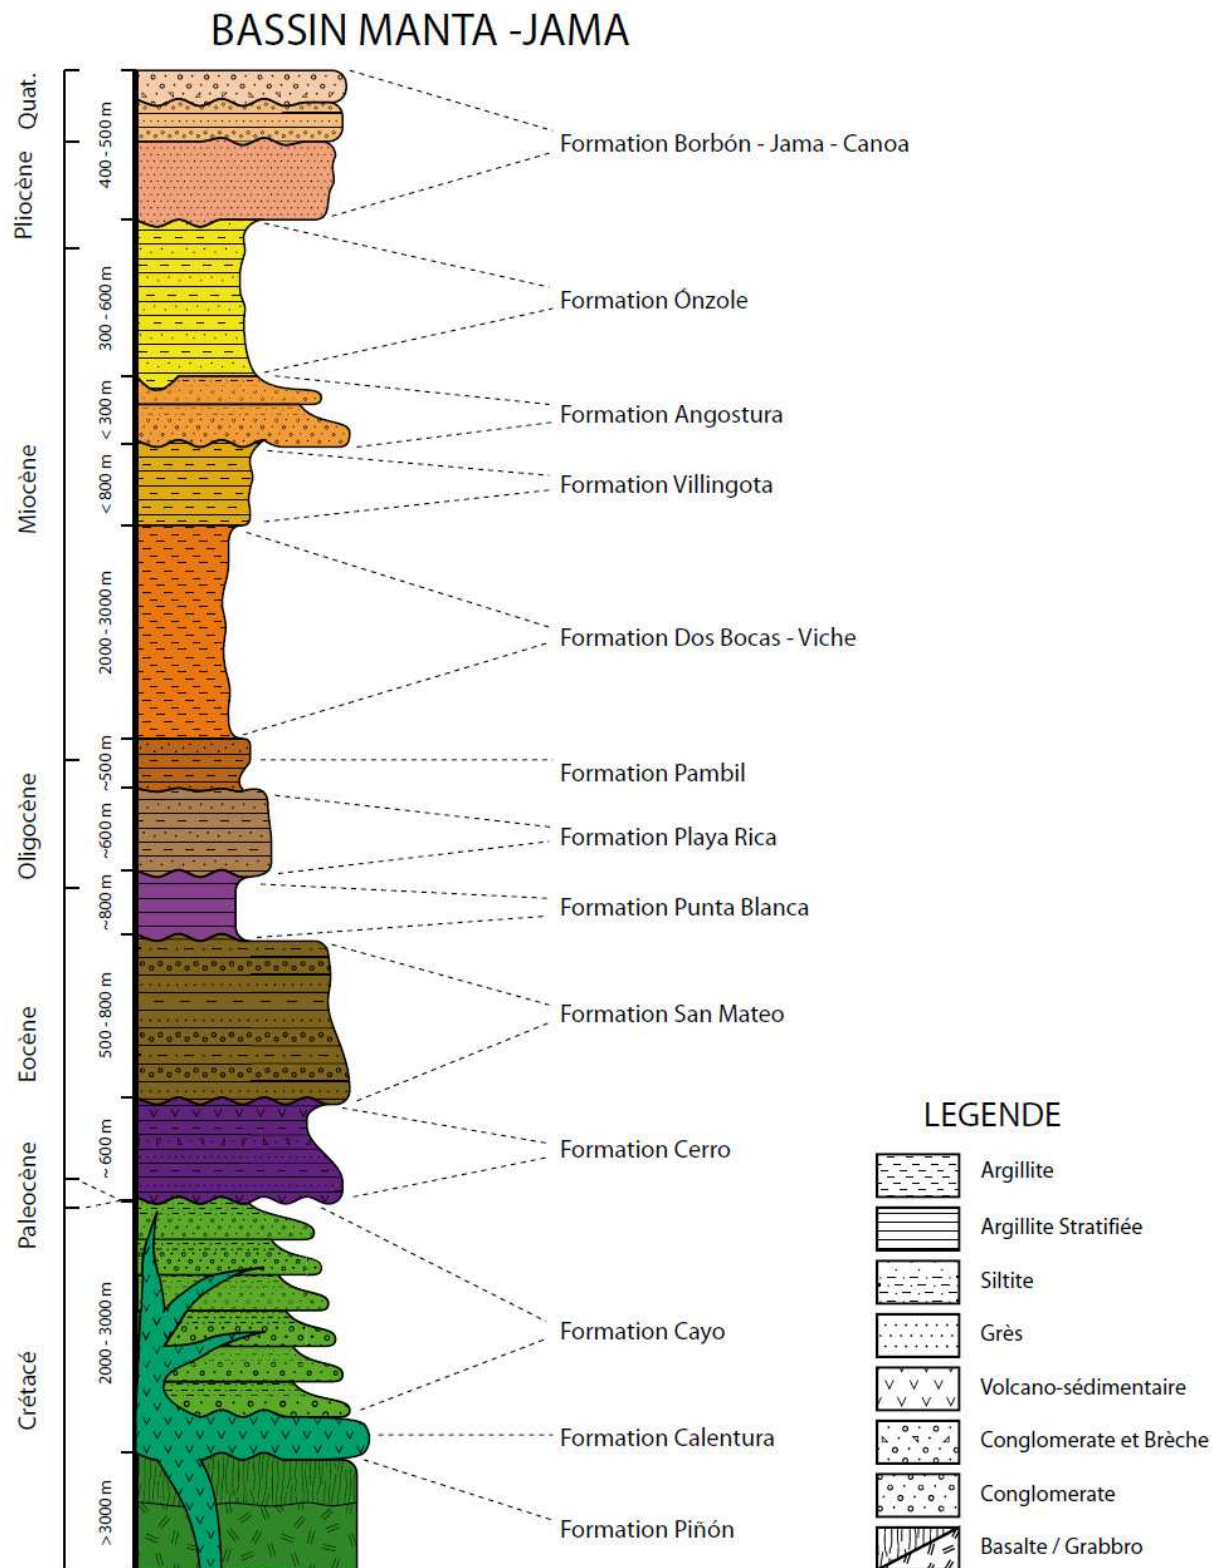 BASSIN MANTA -JAMA
Quat.
Pliocène
Miocène
Oligocène
Eocène
Paleocène
Crétacé
400 - 500 m
300 - 600 m
< 300 m
< 800 m
2000 - 3000 m
~500 m
~600 m
~800 m
500 - 800 m
~ 600 m
2000 - 3000 m
>3000 m
Formation Borbón - Jama - Canoa
Formation Ónzole
Formation Angostura
Formation Villingota
Formation Dos Bocas - Viche
Formation Pambil
Formation Playa Rica
Formation Punta Blanca
Formation San Mateo
Formation Cerro
Formation Cayo
Formation Calentura
Formation Piñón
LEGENDE
Argillite
Argillite Stratifiée
Siltite
Grès
Volcano-sédimentaire
Conglomerate et Brèche
Conglomerate
Basalte / Grabbro